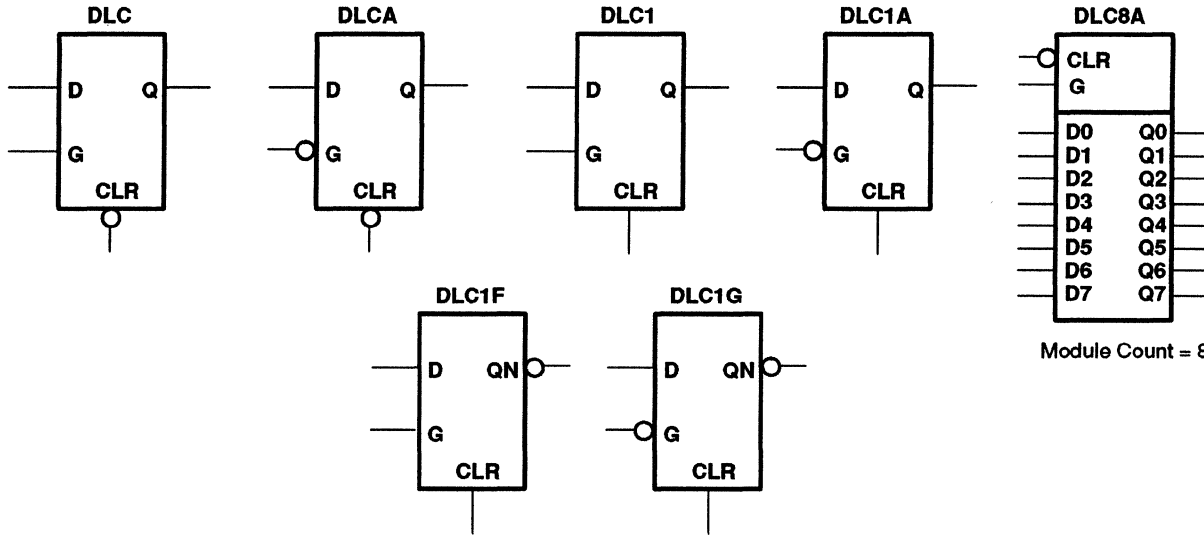 DLC
D Q
G
CLR
DLCA
D Q
G
CLR
DLC1
D Q
G
CLR
DLC1A
D Q
G
CLR
DLC8A
CLR
G
D0 Q0
D1 Q1
D2 Q2
D3 Q3
D4 Q4
D5 Q5
D6 Q6
D7 Q7
Module Count = 8
DLC1F
D QN
G
CLR
DLC1G
D QN
G
CLR